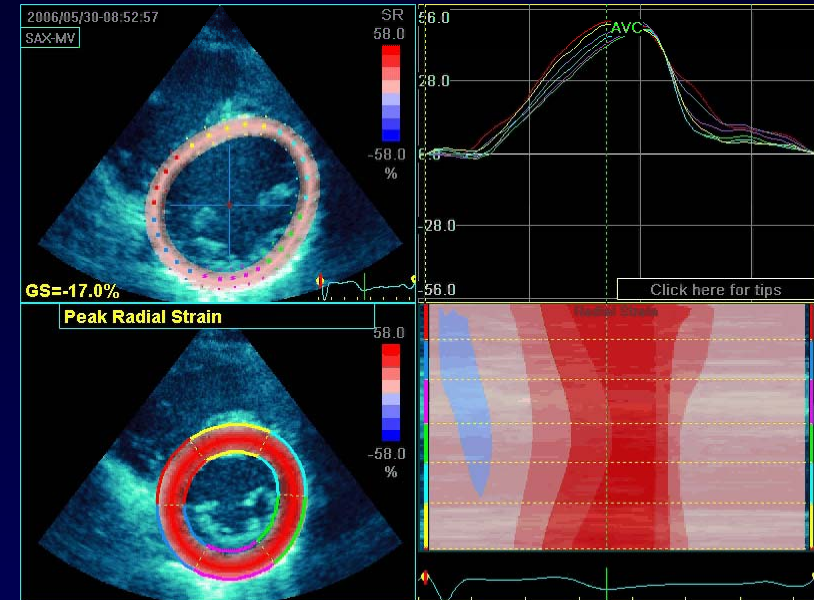 2006/05/30-08:52:57
SAX-MV
SR
58.0
-58.0
%
GS=-17.0%
56.0
AVC
28.0
-28.0
-56.0
Click here for tips
Peak Radial Strain
58.0
-58.0
%
Radial Strain